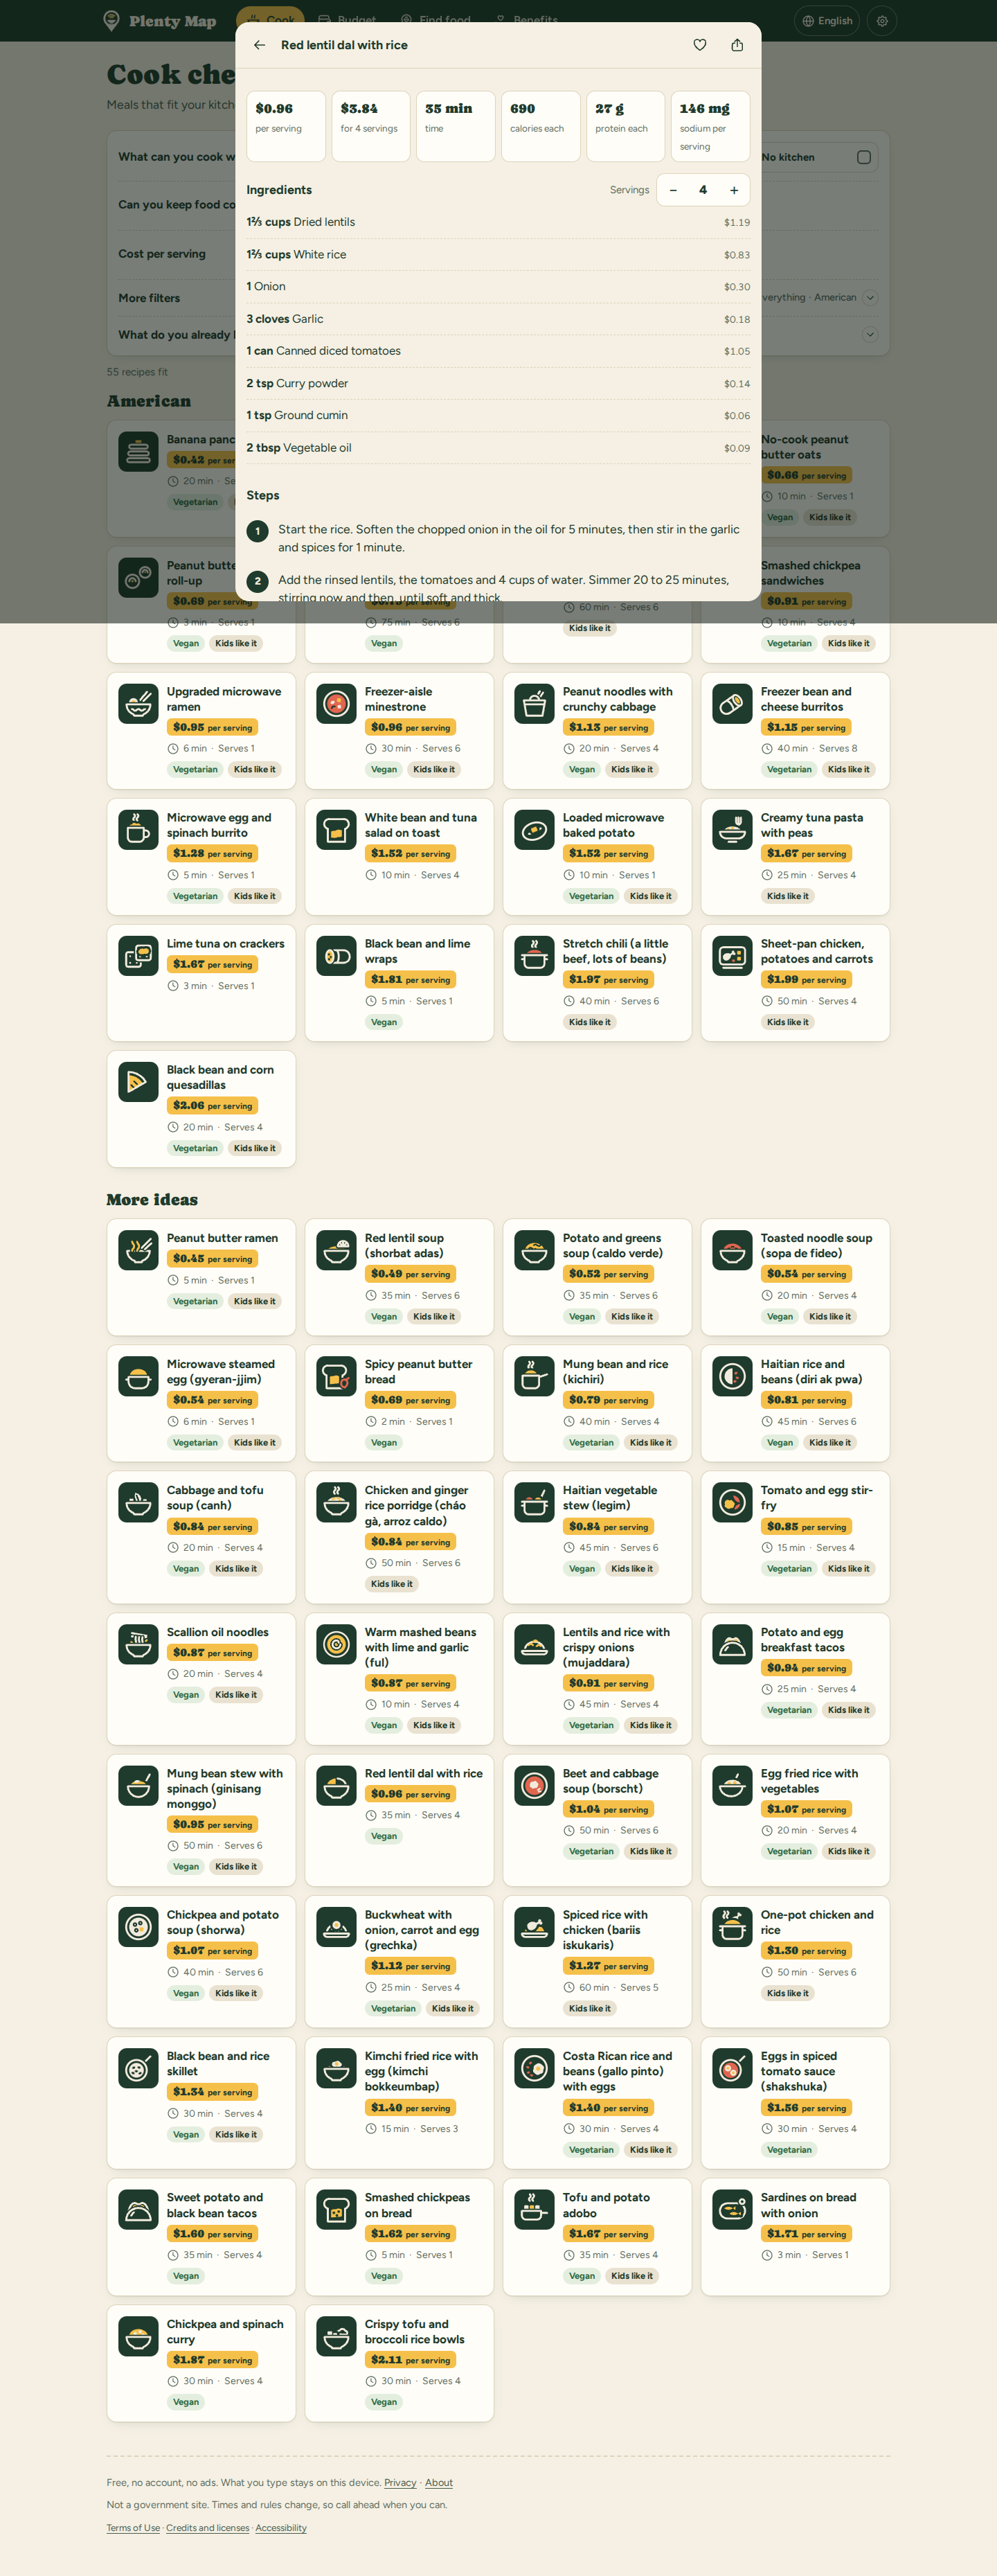 Plenty Map
Cook
Budget
Find food
Benefits
English
Cook che
Meals that fit your kitch
What can you cook w
No kitchen
Can you keep food co
Cost per serving
More filters
verything · American
What do you already
55 recipes fit
American
Red lentil dal with rice
$0.96
per serving
$3.84
for 4 servings
35 min
time
690
calories each
27 g
protein each
146 mg
sodium per
serving
Ingredients
Servings
−
4
+
1⅔ cups Dried lentils
$1.19
1⅔ cups White rice
$0.83
1 Onion
$0.30
3 cloves Garlic
$0.18
1 can Canned diced tomatoes
$1.05
2 tsp Curry powder
$0.14
1 tsp Ground cumin
$0.06
2 tbsp Vegetable oil
$0.09
Steps
1
Start the rice. Soften the chopped onion in the oil for 5 minutes, then stir in the garlic
and spices for 1 minute.
2
Add the rinsed lentils, the tomatoes and 4 cups of water. Simmer 20 to 25 minutes,
stirring now and then, until soft and thick.
Banana panc
$0.42 per ser
20 min · Se
Vegetarian
No-cook peanut
butter oats
$0.66 per serving
10 min · Serves 1
Vegan
Kids like it
Peanut butte
roll-up
$0.69 per serving
3 min · Serves 1
Vegan
Kids like it
per serving
75 min · Serves 6
Vegan
60 min · Serves 6
Kids like it
Smashed chickpea
sandwiches
$0.91 per serving
10 min · Serves 4
Vegetarian
Kids like it
Upgraded microwave
ramen
$0.95 per serving
6 min · Serves 1
Vegetarian
Kids like it
Freezer-aisle
minestrone
$0.96 per serving
30 min · Serves 6
Vegan
Kids like it
Peanut noodles with
crunchy cabbage
$1.13 per serving
20 min · Serves 4
Vegan
Kids like it
Freezer bean and
cheese burritos
$1.15 per serving
40 min · Serves 8
Vegetarian
Kids like it
Microwave egg and
spinach burrito
$1.28 per serving
5 min · Serves 1
Vegetarian
Kids like it
White bean and tuna
salad on toast
$1.52 per serving
10 min · Serves 4
Loaded microwave
baked potato
$1.52 per serving
10 min · Serves 1
Vegetarian
Kids like it
Creamy tuna pasta
with peas
$1.67 per serving
25 min · Serves 4
Kids like it
Lime tuna on crackers
$1.67 per serving
3 min · Serves 1
Black bean and lime
wraps
$1.81 per serving
5 min · Serves 1
Vegan
Stretch chili (a little
beef, lots of beans)
$1.97 per serving
40 min · Serves 6
Kids like it
Sheet-pan chicken,
potatoes and carrots
$1.99 per serving
50 min · Serves 4
Kids like it
Black bean and corn
quesadillas
$2.06 per serving
20 min · Serves 4
Vegetarian
Kids like it
More ideas
Peanut butter ramen
$0.45 per serving
5 min · Serves 1
Vegetarian
Kids like it
Red lentil soup
(shorbat adas)
$0.49 per serving
35 min · Serves 6
Vegan
Kids like it
Potato and greens
soup (caldo verde)
$0.52 per serving
35 min · Serves 6
Vegan
Kids like it
Toasted noodle soup
(sopa de fideo)
$0.54 per serving
20 min · Serves 4
Vegan
Kids like it
Microwave steamed
egg (gyeran-jjim)
$0.54 per serving
6 min · Serves 1
Vegetarian
Kids like it
Spicy peanut butter
bread
$0.69 per serving
2 min · Serves 1
Vegan
Mung bean and rice
(kichiri)
$0.79 per serving
40 min · Serves 4
Vegetarian
Kids like it
Haitian rice and
beans (diri ak pwa)
$0.81 per serving
45 min · Serves 6
Vegan
Kids like it
Cabbage and tofu
soup (canh)
$0.84 per serving
20 min · Serves 4
Vegan
Kids like it
Chicken and ginger
rice porridge (cháo
gà, arroz caldo)
$0.84 per serving
50 min · Serves 6
Kids like it
Haitian vegetable
stew (legim)
$0.84 per serving
45 min · Serves 6
Vegan
Kids like it
Tomato and egg stir-
fry
$0.85 per serving
15 min · Serves 4
Vegetarian
Kids like it
Scallion oil noodles
$0.87 per serving
20 min · Serves 4
Vegan
Kids like it
Warm mashed beans
with lime and garlic
(ful)
$0.87 per serving
10 min · Serves 4
Vegan
Kids like it
Lentils and rice with
crispy onions
(mujaddara)
$0.91 per serving
45 min · Serves 4
Vegetarian
Kids like it
Potato and egg
breakfast tacos
$0.94 per serving
25 min · Serves 4
Vegetarian
Kids like it
Mung bean stew with
spinach (ginisang
monggo)
$0.95 per serving
50 min · Serves 6
Vegan
Kids like it
Red lentil dal with rice
$0.96 per serving
35 min · Serves 4
Vegan
Beet and cabbage
soup (borscht)
$1.04 per serving
50 min · Serves 6
Vegetarian
Kids like it
Egg fried rice with
vegetables
$1.07 per serving
20 min · Serves 4
Vegetarian
Kids like it
Chickpea and potato
soup (shorwa)
$1.07 per serving
40 min · Serves 6
Vegan
Kids like it
Buckwheat with
onion, carrot and egg
(grechka)
$1.12 per serving
25 min · Serves 4
Vegetarian
Kids like it
Spiced rice with
chicken (bariis
iskukaris)
$1.27 per serving
60 min · Serves 5
Kids like it
One-pot chicken and
rice
$1.30 per serving
50 min · Serves 6
Kids like it
Black bean and rice
skillet
$1.34 per serving
30 min · Serves 4
Vegan
Kids like it
Kimchi fried rice with
egg (kimchi
bokkeumbap)
$1.40 per serving
15 min · Serves 3
Costa Rican rice and
beans (gallo pinto)
with eggs
$1.40 per serving
30 min · Serves 4
Vegetarian
Kids like it
Eggs in spiced
tomato sauce
(shakshuka)
$1.56 per serving
30 min · Serves 4
Vegetarian
Sweet potato and
black bean tacos
$1.60 per serving
35 min · Serves 4
Vegan
Smashed chickpeas
on bread
$1.62 per serving
5 min · Serves 1
Vegan
Tofu and potato
adobo
$1.67 per serving
35 min · Serves 4
Vegan
Kids like it
Sardines on bread
with onion
$1.71 per serving
3 min · Serves 1
Chickpea and spinach
curry
$1.87 per serving
30 min · Serves 4
Vegan
Crispy tofu and
broccoli rice bowls
$2.11 per serving
30 min · Serves 4
Vegan
Free, no account, no ads. What you type stays on this device. Privacy · About
Not a government site. Times and rules change, so call ahead when you can.
Terms of Use · Credits and licenses · Accessibility